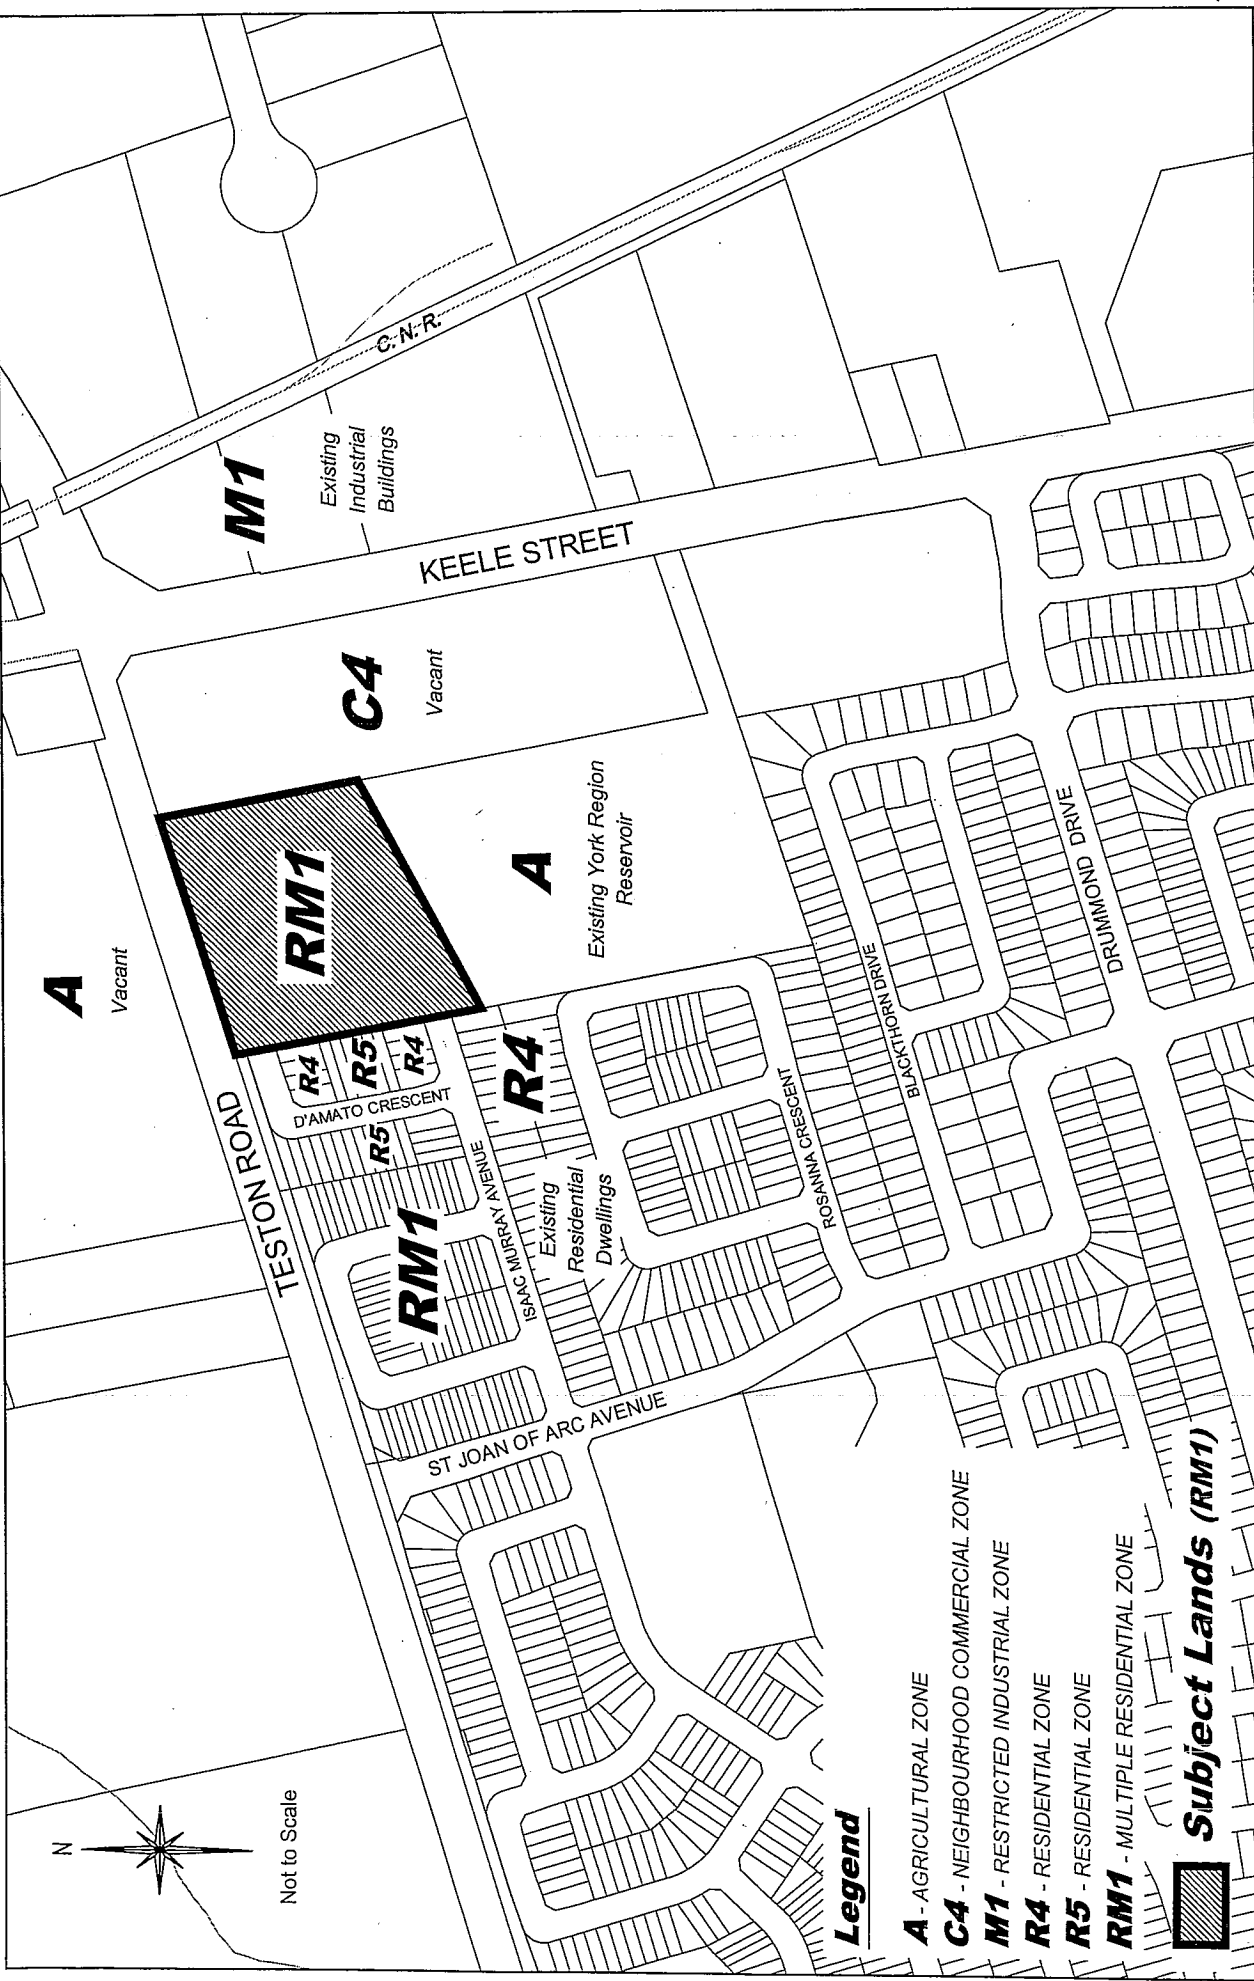 N
Not to Scale
A
Vacant
TESTON ROAD
RM1
C4
Vacant
M1
Existing
Industrial
Buildings
C. N. R.
KEELE STREET
R4
R5
R4
D'AMATO CRESCENT
R5
RM1
ISAAC MURRAY AVENUE
R4
Existing
Residential
Dwellings
A
Existing York Region
Reservoir
ST JOAN OF ARC AVENUE
ROSANNA CRESCENT
BLACKTHORN DRIVE
DRUMMOND DRIVE
Legend
A - AGRICULTURAL ZONE
C4 - NEIGHBOURHOOD COMMERCIAL ZONE
M1 - RESTRICTED INDUSTRIAL ZONE
R4 - RESIDENTIAL ZONE
R5 - RESIDENTIAL ZONE
RM1 - MULTIPLE RESIDENTIAL ZONE
Subject Lands (RM1)